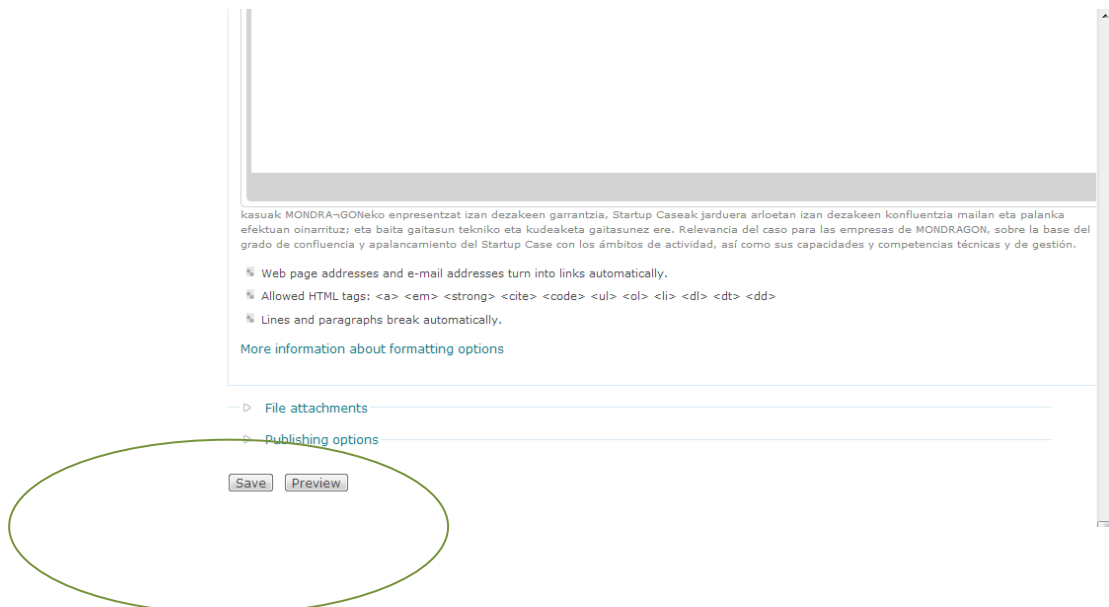 kasuak MONDRA¬GONeko enpresentzat izan dezakeen garrantzia, Startup Caseak jarduera arloetan izan dezakeen konfluentzia mailan eta palanka
efektuan oinarrituz; eta baita gaitasun tekniko eta kudeaketa gaitasunez ere. Relevancia del caso para las empresas de MONDRAGON, sobre la base del
grado de confluencia y apalancamiento del Startup Case con los ámbitos de actividad, así como sus capacidades y competencias técnicas y de gestión.
Web page addresses and e-mail addresses turn into links automatically.
Allowed HTML tags: <a> <em> <strong> <cite> <code> <ul> <ol> <li> <dl> <dt> <dd>
Lines and paragraphs break automatically.
More information about formatting options
File attachments
Publishing options
Save Preview